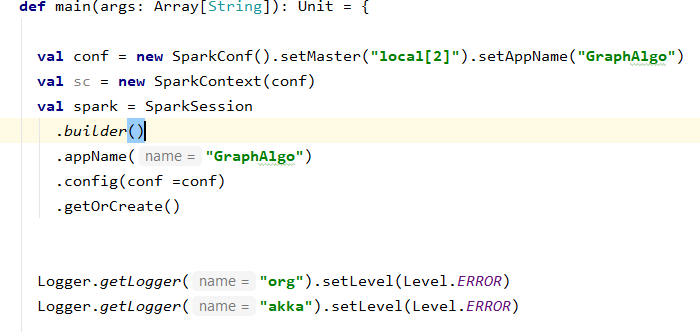 def main(args: Array[String]): Unit = {
val conf = new SparkConf().setMaster("local[2]").setAppName("GraphAlgo")
val sc = new SparkContext(conf)
val spark = SparkSession
.builder()
.appName( name = "GraphAlgo")
.config(conf =conf)
.getOrCreate()
Logger.getLogger( name = "org").setLevel(Level.ERROR)
Logger.getLogger( name = "akka").setLevel(Level.ERROR)